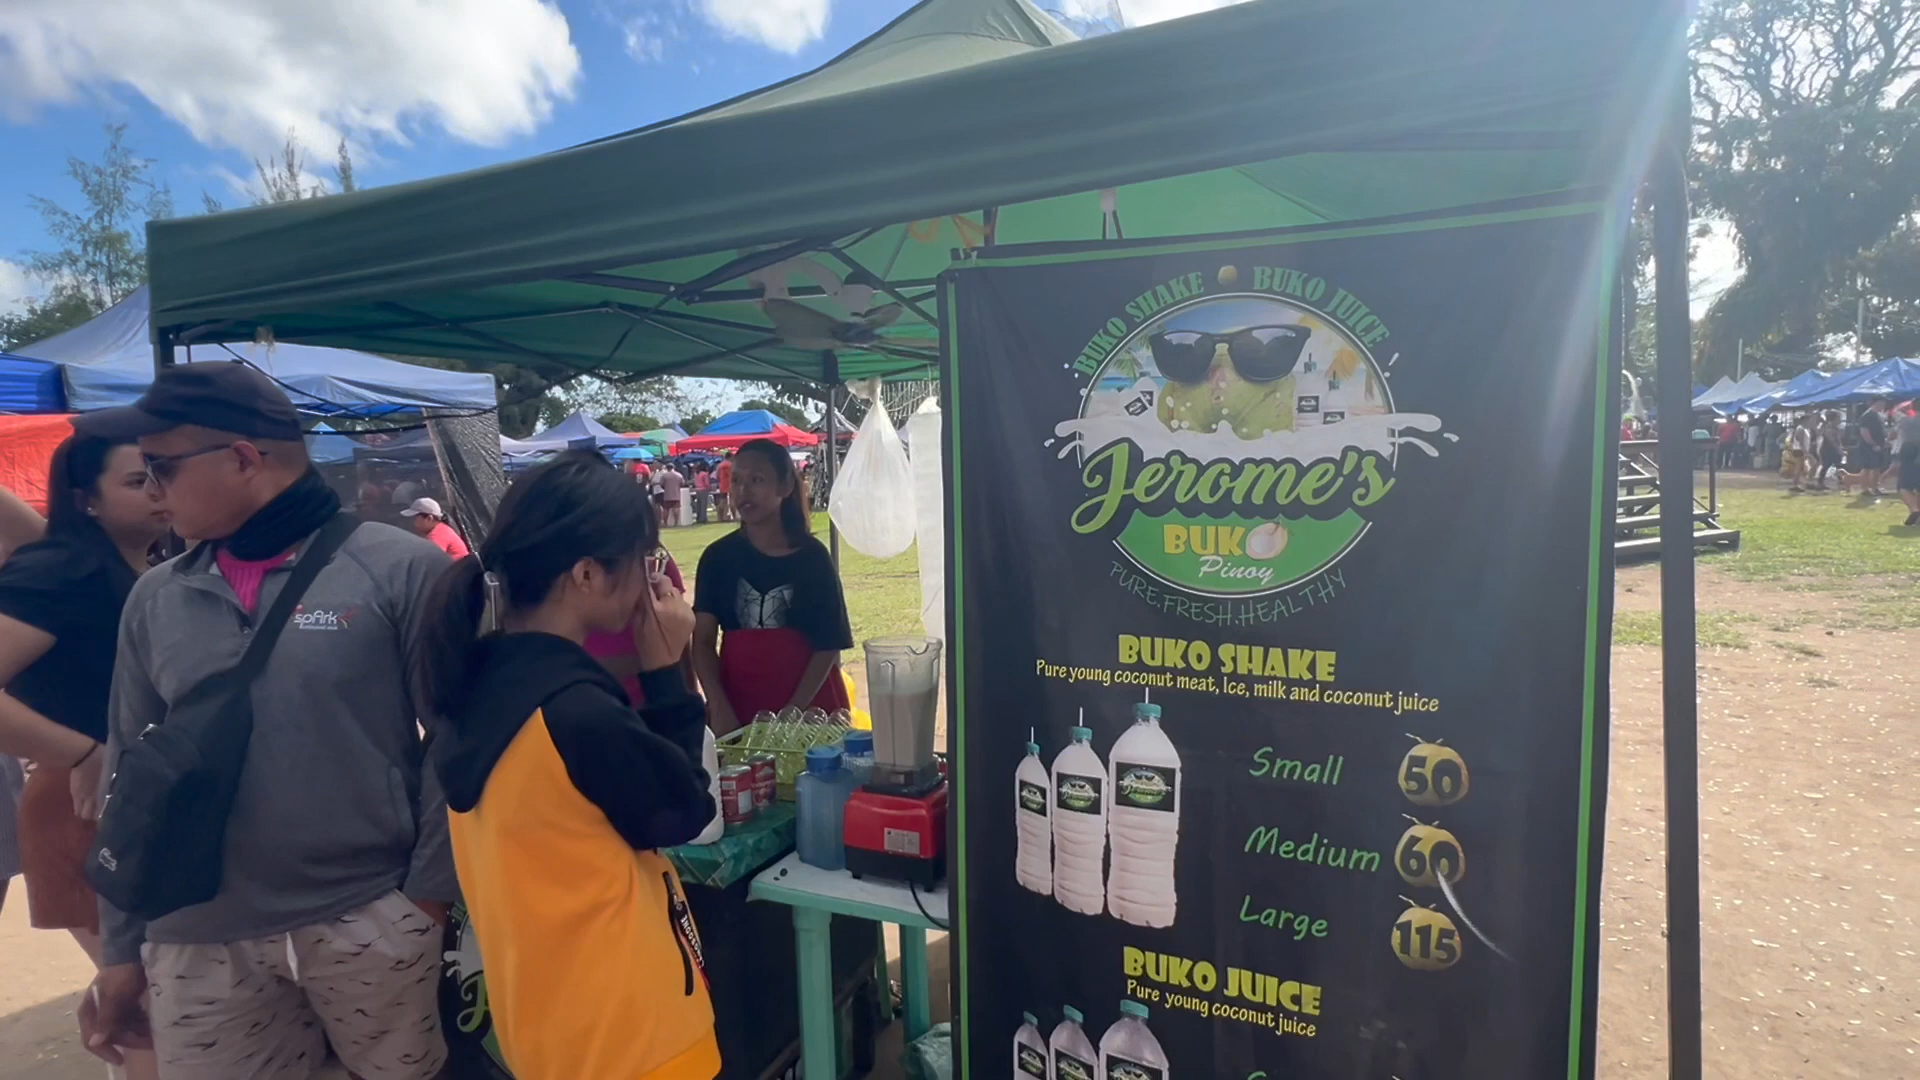 BUKO SHAKE BUKO JUICE
Jerome's
BUKO
Pinoy
PURE.FRESH.HEALTHY
BUKO SHAKE
Pure young coconut meat, Ice, milk and coconut juice
Small 50
Medium 60
Large 115
BUKO JUICE
Pure young coconut juice
spArk